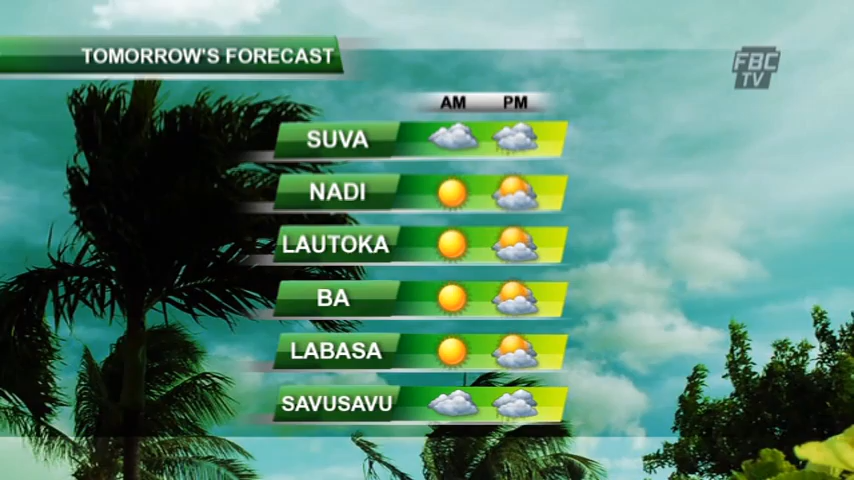 TOMORROW'S FORECAST
FBC
TV
AM PM
SUVA
NADI
LAUTOKA
BA
LABASA
SAVUSAVU